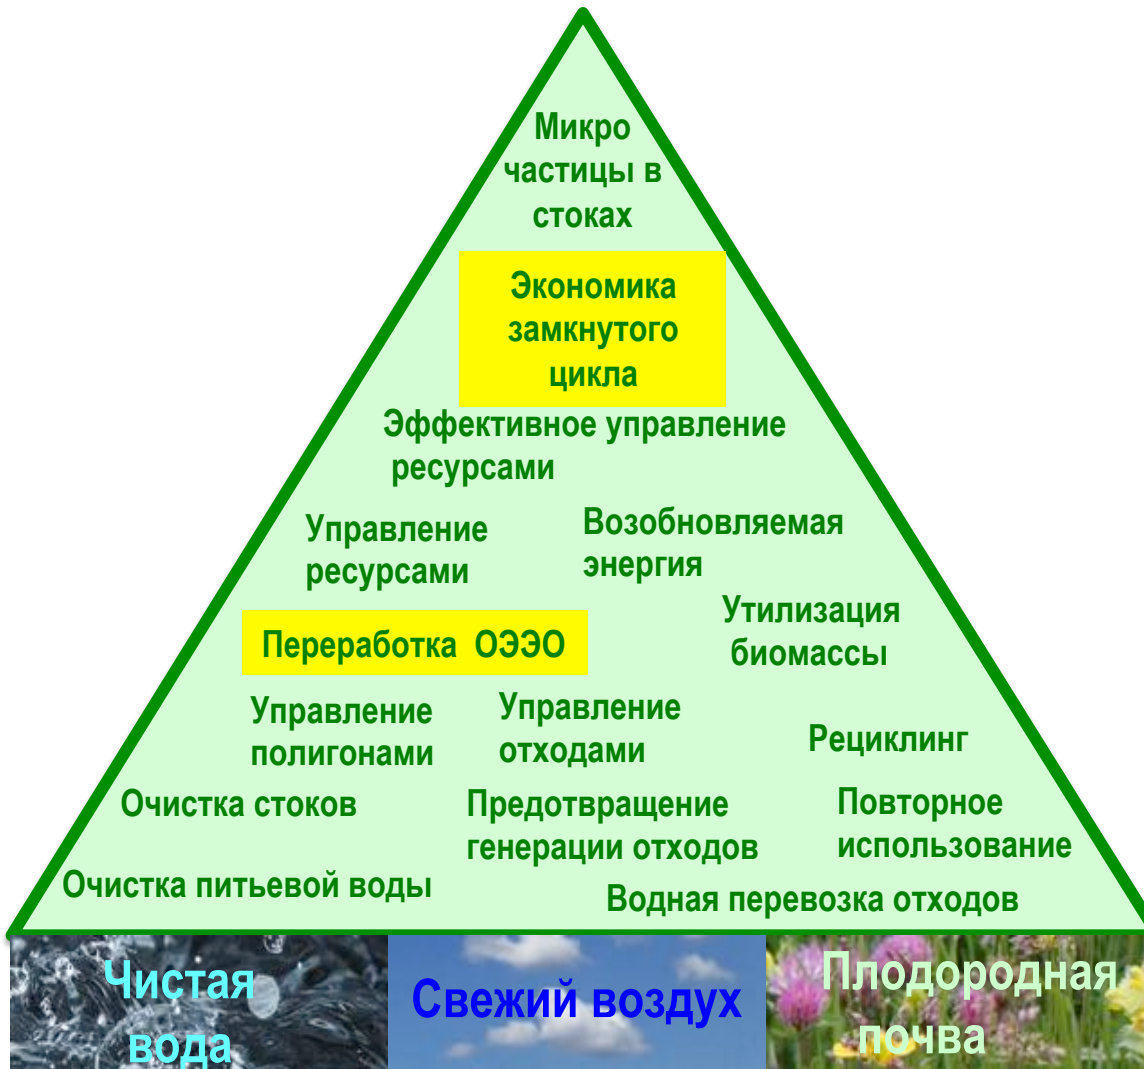 Микро
частицы в
стоках
Экономика
замкнутого
цикла
Эффективное управление
ресурсами
Управление
ресурсами
Возобновляемая
энергия
Утилизация
биомассы
Переработка ОЭЭО
Управление
полигонами
Управление
отходами
Рециклинг
Очистка стоков
Предотвращение
генерации отходов
Повторное
использование
Очистка питьевой воды
Водная перевозка отходов
Чистая
вода
Свежий воздух
Плодородная
почва